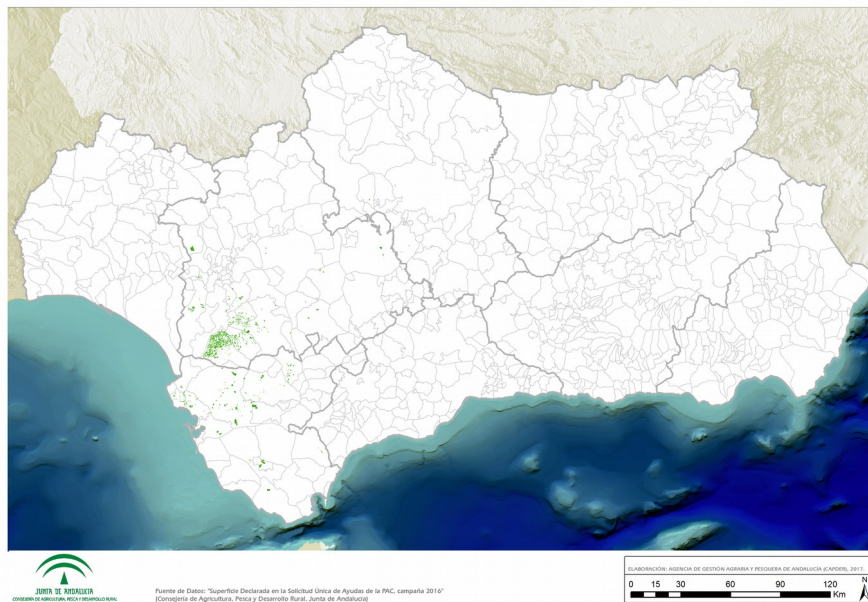 JUNTA DE ANDALUCIA
CONSEJERÍA DE AGRICULTURA, PESCA Y DESARROLLO RURAL
Fuente de Datos: "Superficie Declarada en la Solicitud Única de Ayudas de la PAC, campaña 2016"
(Consejería de Agricultura, Pesca y Desarrollo Rural. Junta de Andalucía)
ELABORACIÓN: AGENCIA DE GESTIÓN AGRARIA Y PESQUERA DE ANDALUCÍA (CAPDER), 2017.
0 15 30 60 90 120
Km
N